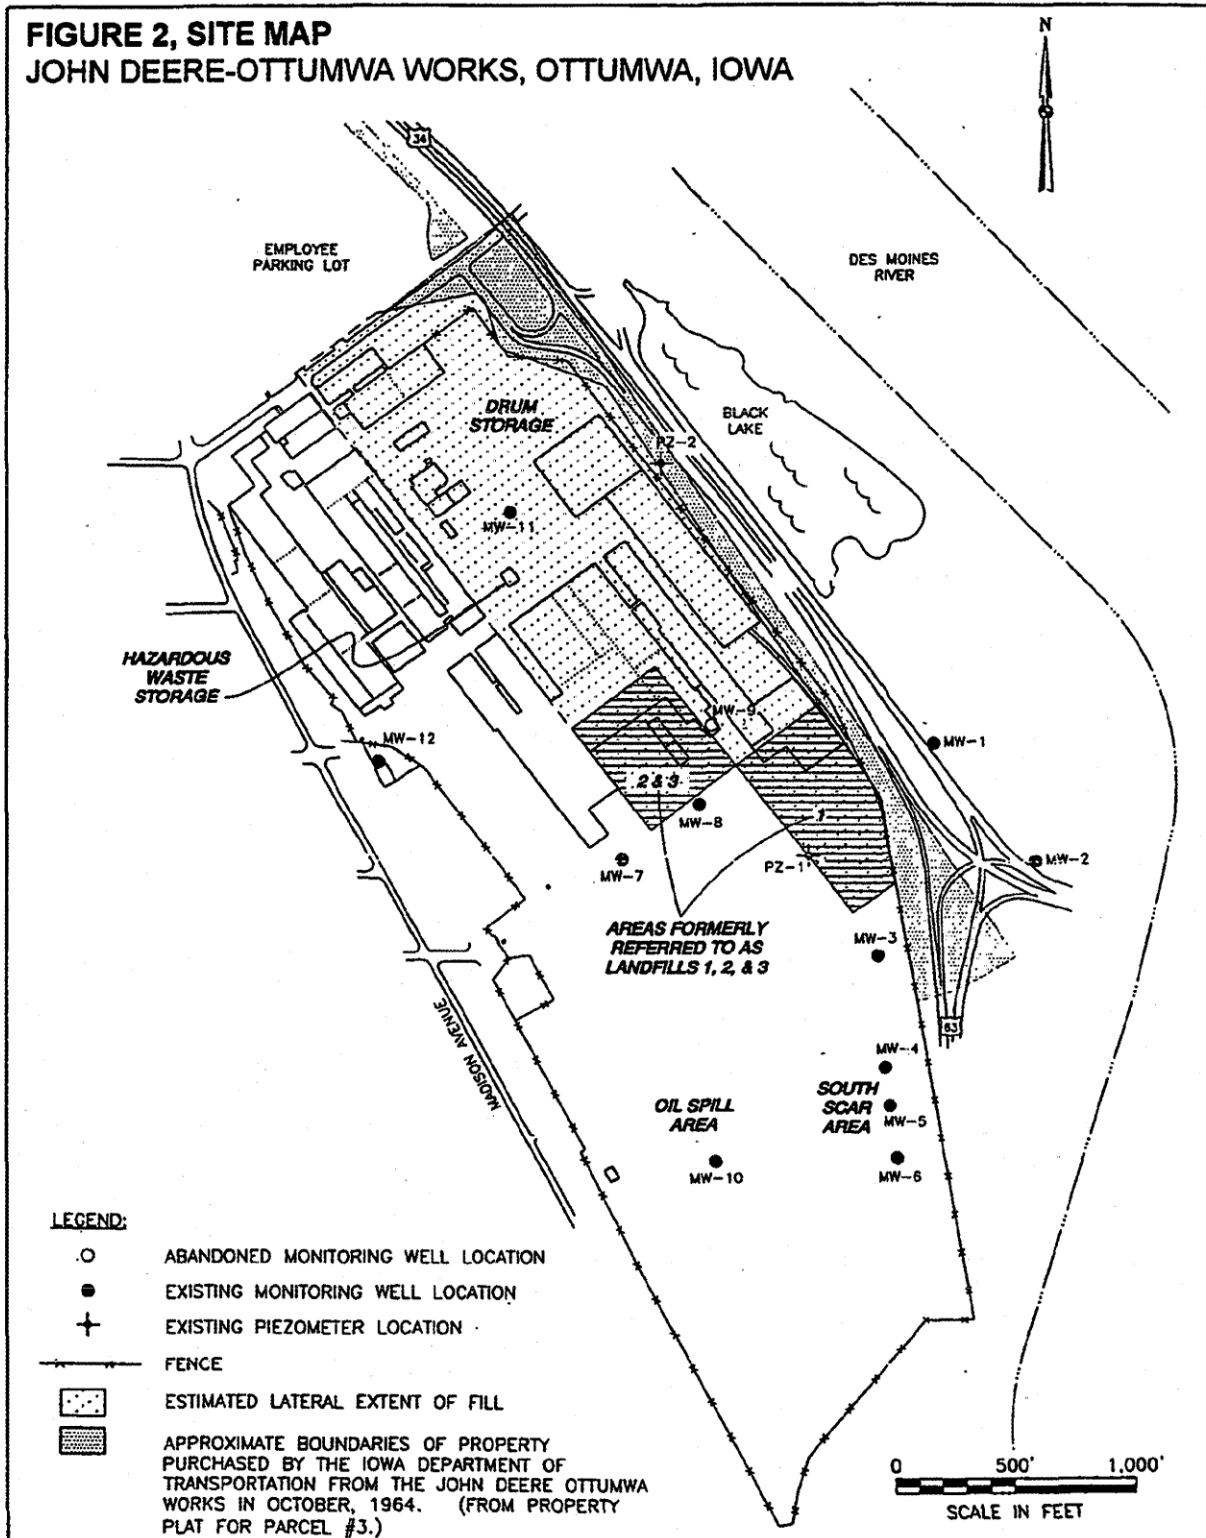 FIGURE 2, SITE MAP
JOHN DEERE-OTTUMWA WORKS, OTTUMWA, IOWA
N
34
EMPLOYEE
PARKING LOT
DES MOINES
RIVER
DRUM
STORAGE
BLACK
LAKE
PZ-2
MW-11
HAZARDOUS
WASTE
STORAGE
MW-9
MW-12
MW-1
2 & 3
1
MW-8
MW-7
PZ-1
MW-2
AREAS FORMERLY
REFERRED TO AS
LANDFILLS 1, 2, & 3
MW-3
63
MADISON AVENUE
MW-4
OIL SPILL
AREA
SOUTH
SCAR
AREA
MW-5
MW-10
MW-6
LEGEND:
ABANDONED MONITORING WELL LOCATION
EXISTING MONITORING WELL LOCATION
EXISTING PIEZOMETER LOCATION
FENCE
ESTIMATED LATERAL EXTENT OF FILL
APPROXIMATE BOUNDARIES OF PROPERTY
PURCHASED BY THE IOWA DEPARTMENT OF
TRANSPORTATION FROM THE JOHN DEERE OTTUMWA
WORKS IN OCTOBER, 1964. (FROM PROPERTY
PLAT FOR PARCEL #3.)
0 500' 1,000'
SCALE IN FEET